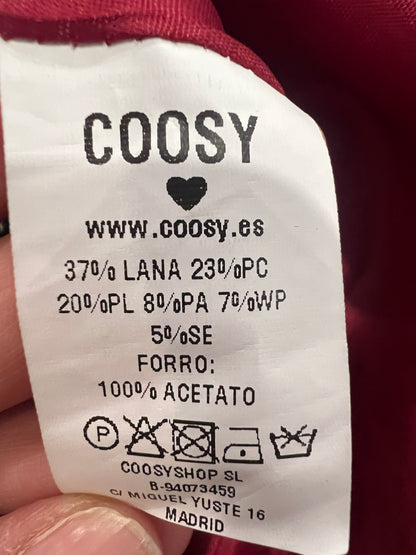 COOSY
www.coosy.es
37% LANA 23%PC
20%PL 8%PA 7%WP
5%SE
FORRO:
100% ACETATO
P
COOSYSHOP SL
B-94073459
C/ MIGUEL YUSTE 16
MADRID